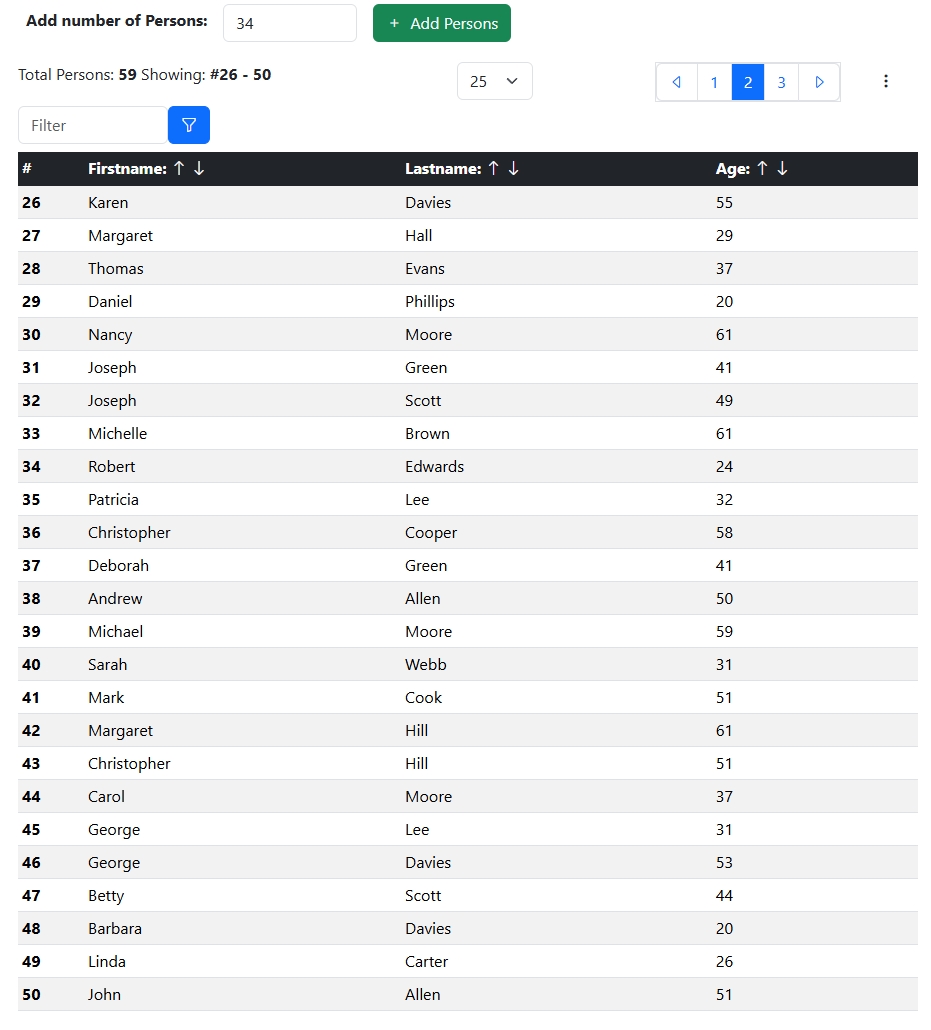 Add number of Persons: 34 + Add Persons
Total Persons: 59 Showing: #26 - 50 25 1 2 3
Filter
# Firstname: ↑ ↓ Lastname: ↑ ↓ Age: ↑ ↓
26 Karen Davies 55
27 Margaret Hall 29
28 Thomas Evans 37
29 Daniel Phillips 20
30 Nancy Moore 61
31 Joseph Green 41
32 Joseph Scott 49
33 Michelle Brown 61
34 Robert Edwards 24
35 Patricia Lee 32
36 Christopher Cooper 58
37 Deborah Green 41
38 Andrew Allen 50
39 Michael Moore 59
40 Sarah Webb 31
41 Mark Cook 51
42 Margaret Hill 61
43 Christopher Hill 51
44 Carol Moore 37
45 George Lee 31
46 George Davies 53
47 Betty Scott 44
48 Barbara Davies 20
49 Linda Carter 26
50 John Allen 51